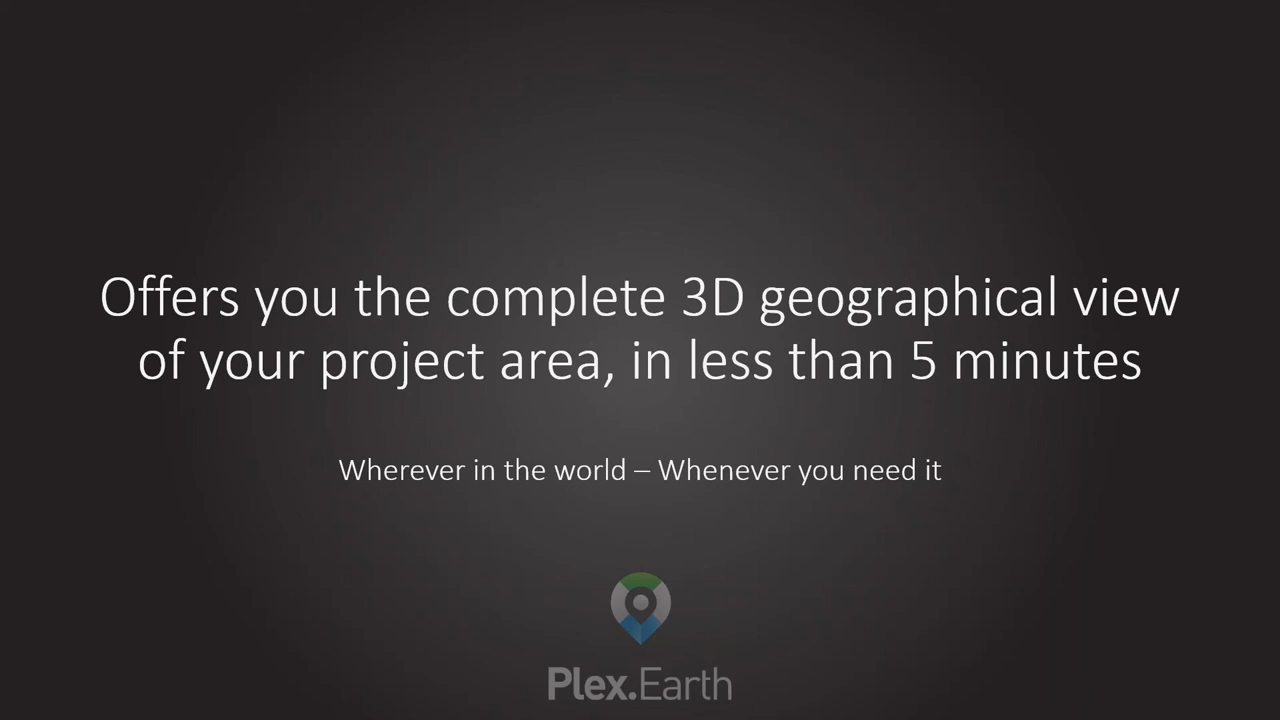 Offers you the complete 3D geographical view
of your project area, in less than 5 minutes
Wherever in the world – Whenever you need it
Plex.Earth